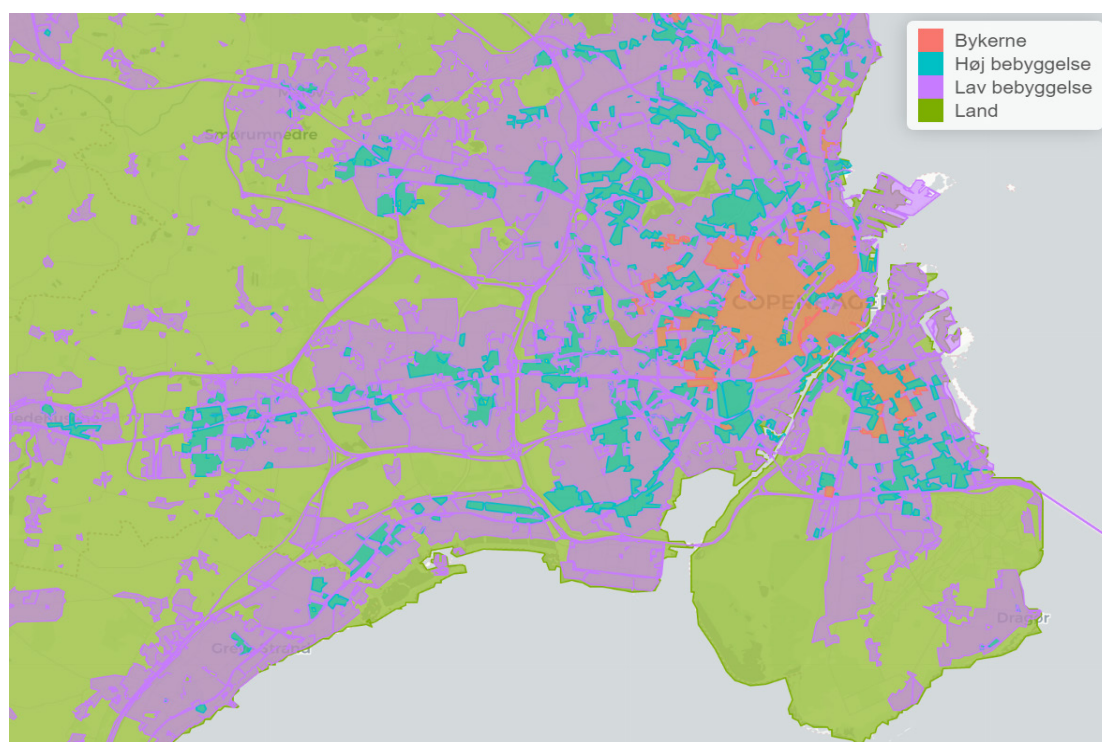 Bykerne
Høj bebyggelse
Lav bebyggelse
Land
Smørumnedre
COPENHAGEN
Greve Strand
Dragør